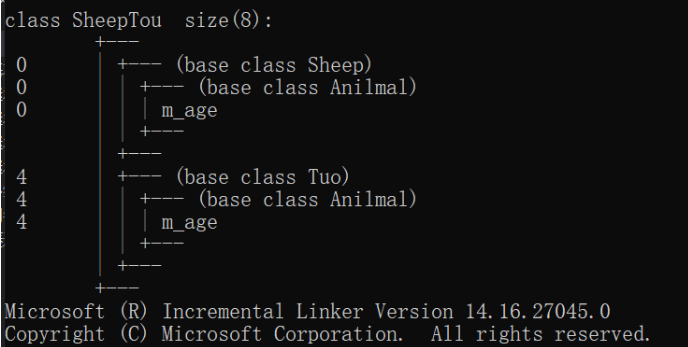 class SheepTou  size(8):
        +---
 0      | +--- (base class Sheep)
 0      | | +--- (base class Anilmal)
 0      | | | m_age
        | | +---
        | +---
 4      | +--- (base class Tuo)
 4      | | +--- (base class Anilmal)
 4      | | | m_age
        | | +---
        | +---
        +---
Microsoft (R) Incremental Linker Version 14.16.27045.0
Copyright (C) Microsoft Corporation.  All rights reserved.